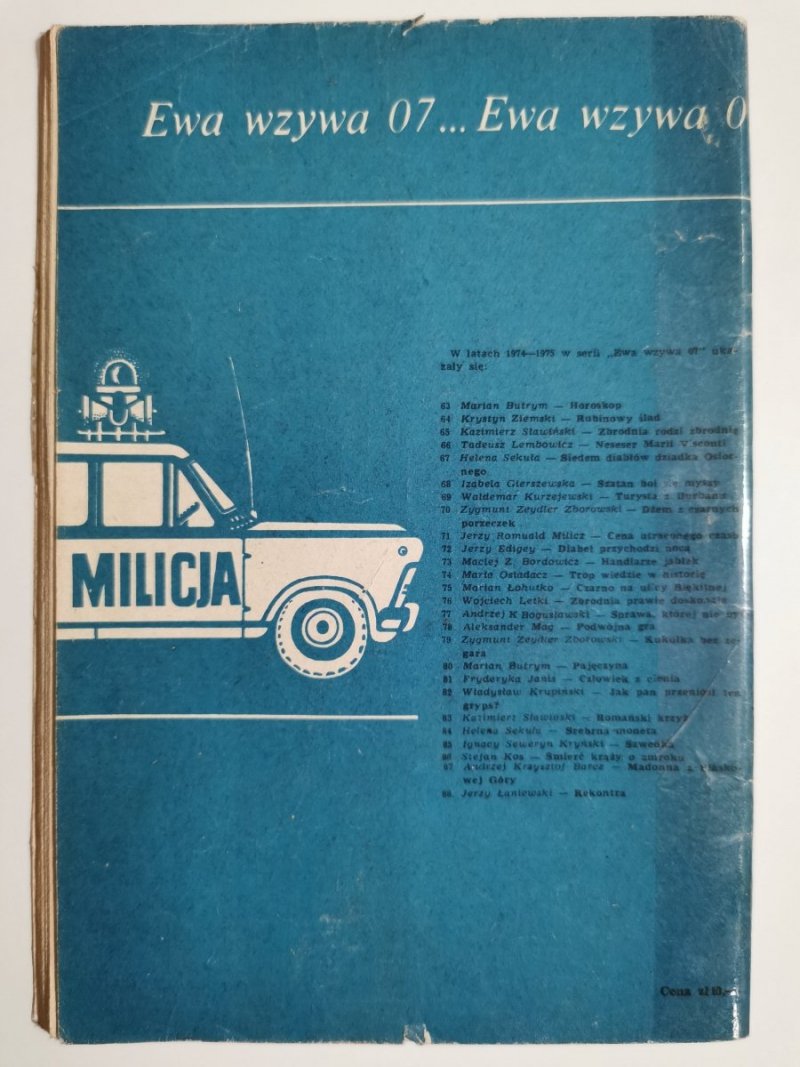 Ewa wzywa 07... Ewa wzywa 0
W latach 1974—1975 w serii „Ewa wzywa 07" uka-
zały się:
63 Marian Butrym — Horoskop
64 Krystyn Ziemski — Rubinowy ślad
65 Kazimierz Sławiński — Zbrodnia rodzi zbrodnię
66 Tadeusz Lembowicz — Neseser Marii Visconti
67 Helena Sekuła — Siedem diabłów dziadka Osior-
nego
68 Izabela Gierszewska — Szatan boi się myszy
69 Waldemar Kurzejewski — Turysta z
70 Zygmunt Zeydler Zborowski — Dżem z czarnych
porzeczek
71 Jerzy Romuald Milicz — Cena utraconego czasu
72 Jerzy Edigey — Diabeł przychodzi nocą
73 Maciej Z. Bordowicz — Handlarze jabłek
74 Maria Osiadacz — Trop wiedzie w historię
75 Marian Łohutko — Czarno na ulicy Błękitnej
76 Wojciech Letki — Zbrodnia prawie doskonała
77 Andrzej K Bogusławski — Sprawa, której nie
78 Aleksander Mag — Podwójna gra
79 Zygmunt Zeydler Zborowski — Kukułka bez ze-
gara
80 Marian Butrym — Pajęczyna
81 Fryderyka Janis — Człowiek z cienia
82 Władysław Krupiński — Jak pan przeniósł ten
gryps?
83 Kazimierz Sławiński — Romański krzyż
84 Helena Sekuła — Srebrna moneta
85 Ignacy Seweryn Kryński — Szwenka
86 Stefan Kos — Śmierć krąży o zmroku
87 Andrzej Krzysztof — Madonna z
wej Góry
88 Jerzy Łaniewski — Rekontra
MILICJA
Cena zł 10,—